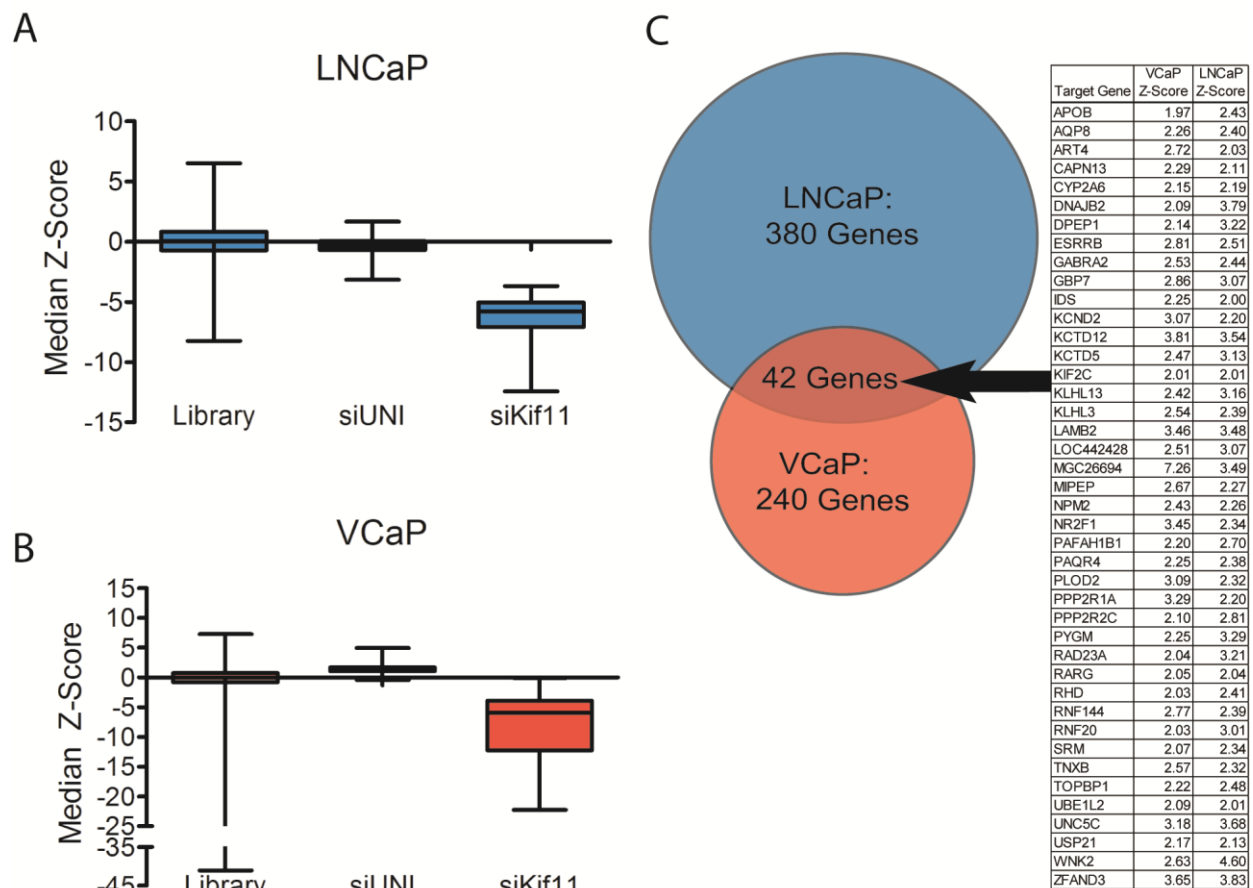 A
LNCaP
Median Z-Score
10
5
0
-5
-10
-15
Library siUNI siKif11
B
VCaP
Median Z-Score
15
10
5
0
-5
-10
-15
-20
-25
-35
-45
Library siUNI siKif11
C
LNCaP:
380 Genes
42 Genes
VCaP:
240 Genes
VCaP LNCaP
Target Gene Z-Score Z-Score
APOB 1.97 2.43
AQP8 2.26 2.40
ART4 2.72 2.03
CAPN13 2.29 2.11
CYP2A6 2.15 2.19
DNAJB2 2.09 3.79
DPEP1 2.14 3.22
ESRRB 2.81 2.51
GABRA2 2.53 2.44
GBP7 2.86 3.07
IDS 2.25 2.00
KCND2 3.07 2.20
KCTD12 3.81 3.54
KCTD5 2.47 3.13
KIF2C 2.01 2.01
KLHL13 2.42 3.16
KLHL3 2.54 2.39
LAMB2 3.46 3.48
LOC442428 2.51 3.07
MGC26694 7.26 3.49
MIPEP 2.67 2.27
NPM2 2.43 2.26
NR2F1 3.45 2.34
PAFAH1B1 2.20 2.70
PAQR4 2.25 2.38
PLOD2 3.09 2.32
PPP2R1A 3.29 2.20
PPP2R2C 2.10 2.81
PYGM 2.25 3.29
RAD23A 2.04 3.21
RARG 2.05 2.04
RHD 2.03 2.41
RNF144 2.77 2.39
RNF20 2.03 3.01
SRM 2.07 2.34
TNXB 2.57 2.32
TOPBP1 2.22 2.48
UBE1L2 2.09 2.01
UNC5C 3.18 3.68
USP21 2.17 2.13
WNK2 2.63 4.60
ZFAND3 3.65 3.83